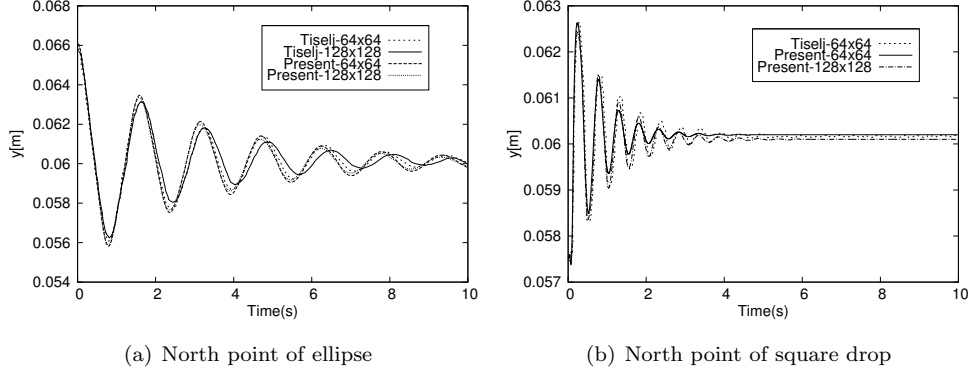 0.068
0.066
0.064
0.062
0.06
0.058
0.056
0.054
y[m]
0 2 4 6 8 10
Time(s)
Tiselj-64x64
Tiselj-128x128
Present-64x64
Present-128x128
(a) North point of ellipse
0.063
0.062
0.061
0.06
0.059
0.058
0.057
y[m]
0 2 4 6 8 10
Time(s)
Tiselj-64x64
Present-64x64
Present-128x128
(b) North point of square drop